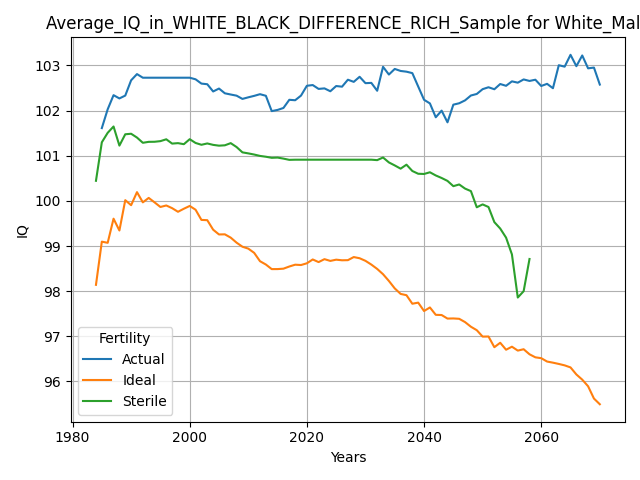 Average_IQ_in_WHITE_BLACK_DIFFERENCE_RICH_Sample for White_Mal
103
102
101
100
99
98
97
96
IQ
Fertility
Actual
Ideal
Sterile
1980
2000
2020
2040
2060
Years